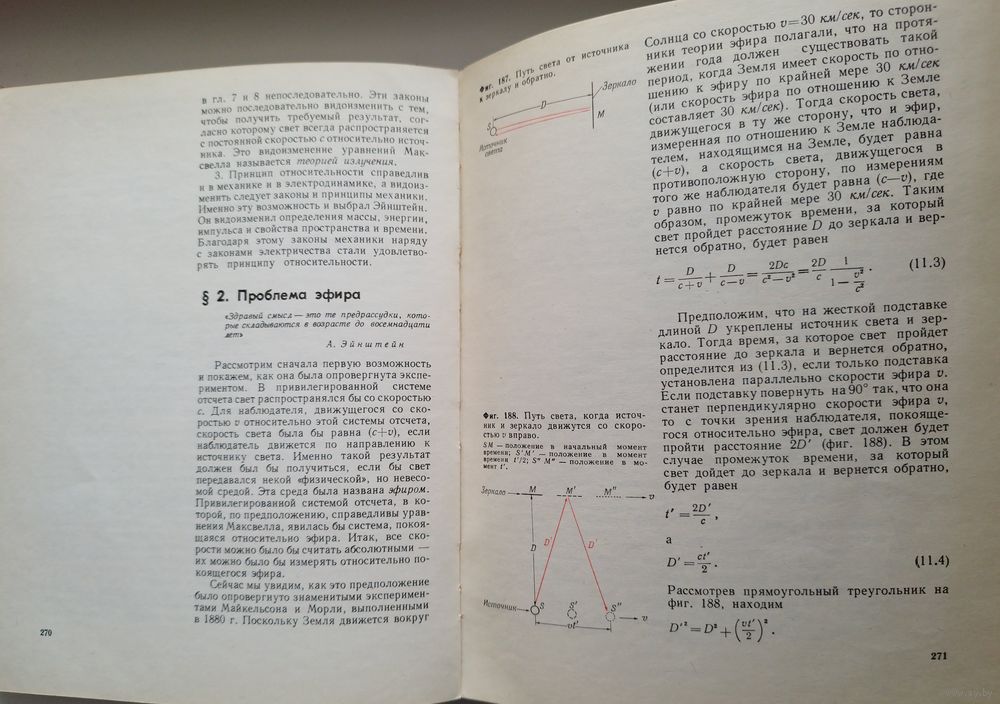 в гл. 7 и 8 непоследовательно. Эти законы
можно последовательно видоизменить с тем,
чтобы получить требуемый результат, сог-
ласно которому свет всегда распространяется
с постоянной скоростью c относительно источ-
ника. Это видоизменение уравнений Мак-
свелла называется теорией излучения.
3. Принцип относительности справедлив
и в механике и в электродинамике, а видоиз-
менить следует законы и принципы механики.
Именно эту возможность и выбрал Эйнштейн.
Он видоизменил определения массы, энергии,
импульса и свойства пространства и времени.
Благодаря этому законы механики наряду
с законами электричества стали удовлетво-
рять принципу относительности.
§ 2. Проблема эфира
«Здравый смысл — это те предрассудки, кото-
рые складываются в возрасте до восемнадцати
лет»
А. Эйнштейн
Рассмотрим сначала первую возможность
и покажем, как она была опровергнута экспе-
риментом. В привилегированной системе
отсчета свет распространялся бы со скоростью
c. Для наблюдателя, движущегося со ско-
ростью v относительно этой системы отсчета,
скорость света была бы равна (c+v), если
наблюдатель движется по направлению к
источнику света. Именно такой результат
должен был бы получиться, если бы свет
передавался некой «физической», но невесо-
мой средой. Эта среда была названа эфиром.
Привилегированной системой отсчета, в ко-
торой, по предположению, справедливы урав-
нения Максвелла, явилась бы система, покоя-
щаяся относительно эфира. Итак, все ско-
рости можно было бы считать абсолютными —
их можно было бы измерять относительно по-
коящегося эфира.
Сейчас мы увидим, как это предположение
было опровергнуто знаменитыми эксперимен-
тами Майкельсона и Морли, выполненными
в 1880 г. Поскольку Земля движется вокруг
270
Фиг. 187. Путь света от источника
к зеркалу и обратно.
Зеркало
D
M
S
Источник
света
Солнца со скоростью v=30 км/сек, то сторон-
ники теории эфира полагали, что на протя-
жении года должен существовать такой
период, когда Земля имеет скорость по отно-
шению к эфиру по крайней мере 30 км/сек
(или скорость эфира по отношению к Земле
составляет 30 км/сек). Тогда скорость света,
движущегося в ту же сторону, что и эфир,
измеренная по отношению к Земле наблюда-
телем, находящимся на Земле, будет равна
(c+v), а скорость света, движущегося в
противоположную сторону, по измерениям
того же наблюдателя будет равна (c—v), где
v равно по крайней мере 30 км/сек. Таким
образом, промежуток времени, за который
свет пройдет расстояние D до зеркала и вер-
нется обратно, будет равен
t = D/(c+v) + D/(c—v) = 2Dc/(c²—v²) = 2D/c · 1/(1 — v²/c²). (11.3)
Предположим, что на жесткой подставке
длиной D укреплены источник света и зер-
кало. Тогда время, за которое свет пройдет
расстояние до зеркала и вернется обратно,
определится из (11.3), если только подставка
установлена параллельно скорости эфира v.
Если подставку повернуть на 90° так, что она
станет перпендикулярно скорости эфира v,
то с точки зрения наблюдателя, покояще-
гося относительно эфира, свет должен будет
пройти расстояние 2D′ (фиг. 188). В этом
случае промежуток времени, за который
свет дойдет до зеркала и вернется обратно,
будет равен
t′ = 2D′/c ,
а
D′ = ct′/2 . (11.4)
Рассмотрев прямоугольный треугольник на
фиг. 188, находим
D′² = D² + (vt′/2)² .
Фиг. 188. Путь света, когда источ-
ник и зеркало движутся со скоро-
стью v вправо.
SM — положение в начальный момент
времени; S′ M′ — положение в момент
времени t′/2; S″ M″ — положение в мо-
мент t′.
Зеркало M M′ M″ v
D D′ D′
Источник S S′ S″ v
vt′
271
www.ay.by